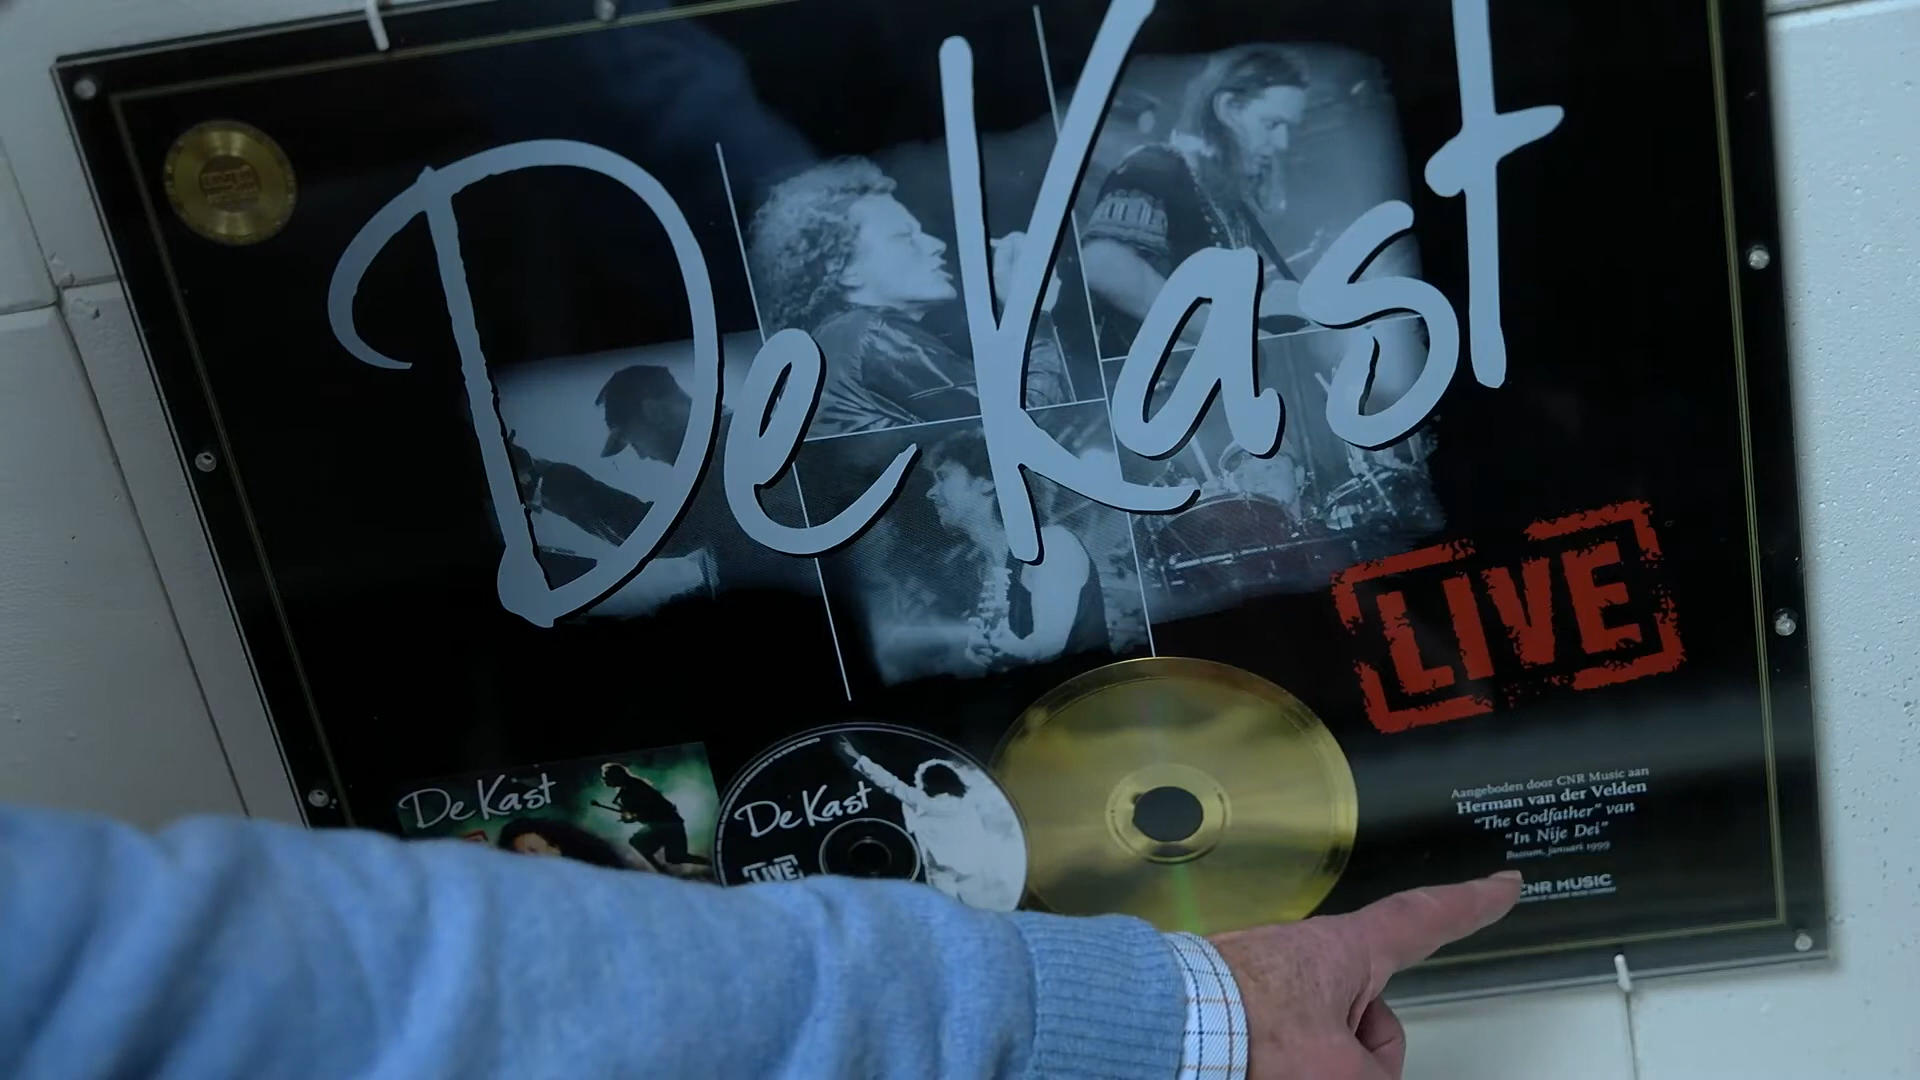 De Kast
LIVE
De Kast
De Kast
LIVE
Aangeboden door CNR Music aan
Herman van der Velden
"The Godfather" van
"In Nije Dei"
Bussum, januari 1999
CNR MUSIC